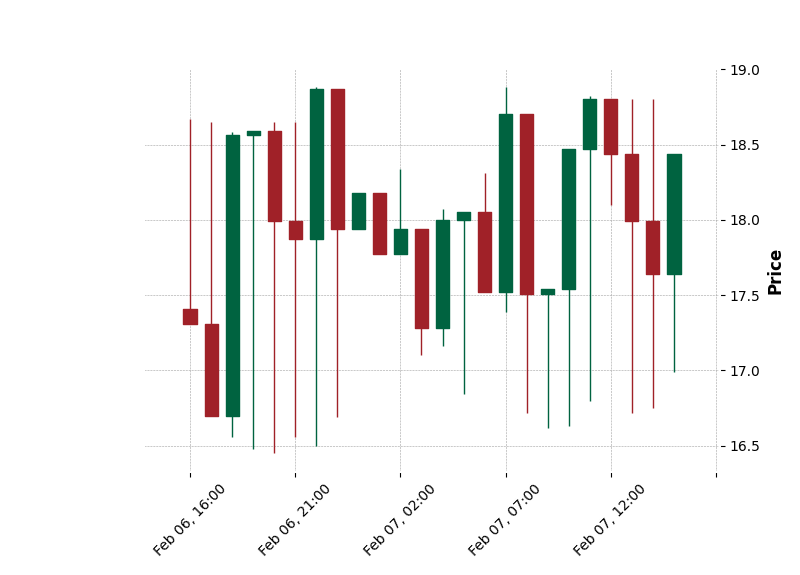 19.0
18.5
18.0
17.5
17.0
16.5
Price
Feb 06, 16:00
Feb 06, 21:00
Feb 07, 02:00
Feb 07, 07:00
Feb 07, 12:00